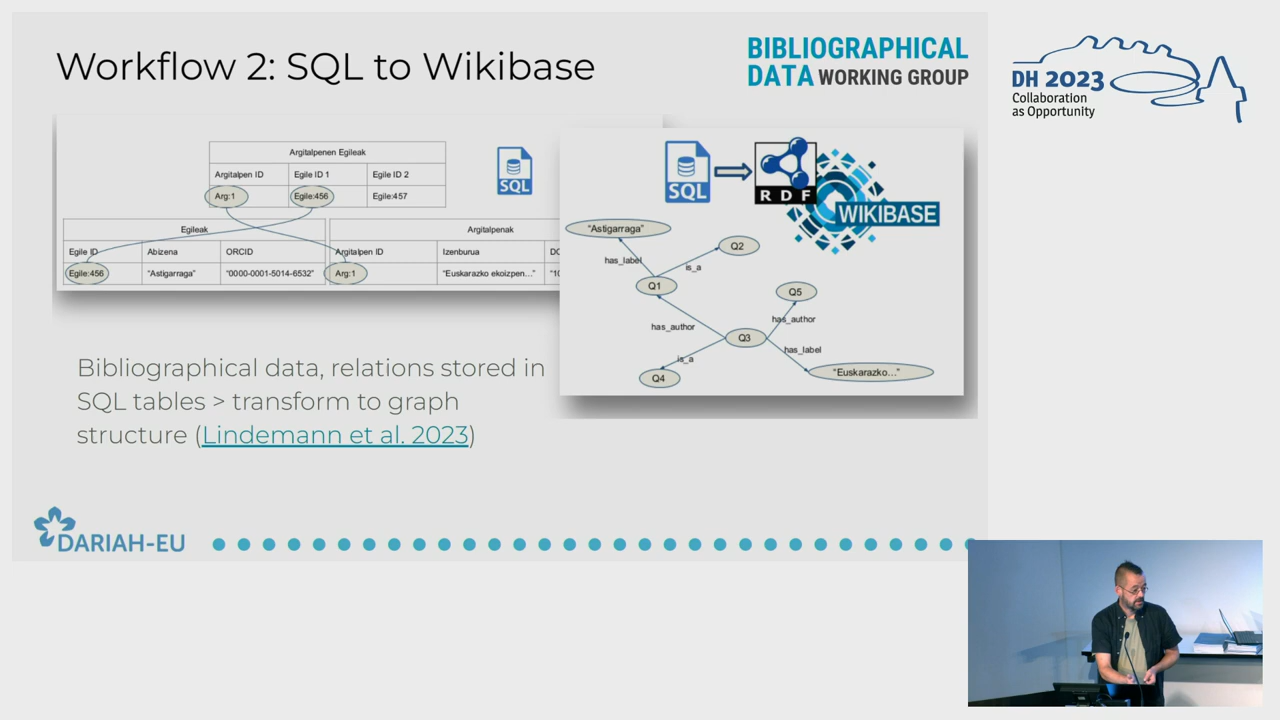 Workflow 2: SQL to Wikibase
BIBLIOGRAPHICAL
DATA WORKING GROUP
DH 2023
Collaboration
as Opportunity
Argitalpenen Egileak
Argitalpen ID Egile ID 1 Egile ID 2
Arg:1 Egile:456 Egile:457
SQL
Egileak
Egile ID Abizena ORCID
Egile:456 "Astigarraga" "0000-0001-5014-6532"
Argitalpenak
Argitalpen ID Izenburua
Arg:1 "Euskarazko ekoizpen..."
SQL
RDF
WIKIBASE
"Astigarraga"
Q2
has_label
is_a
Q1
Q5
has_author
has_author
Q3
is_a
has_label
Q4
"Euskarazko..."
Bibliographical data, relations stored in
SQL tables > transform to graph
structure (Lindemann et al. 2023)
DARIAH-EU